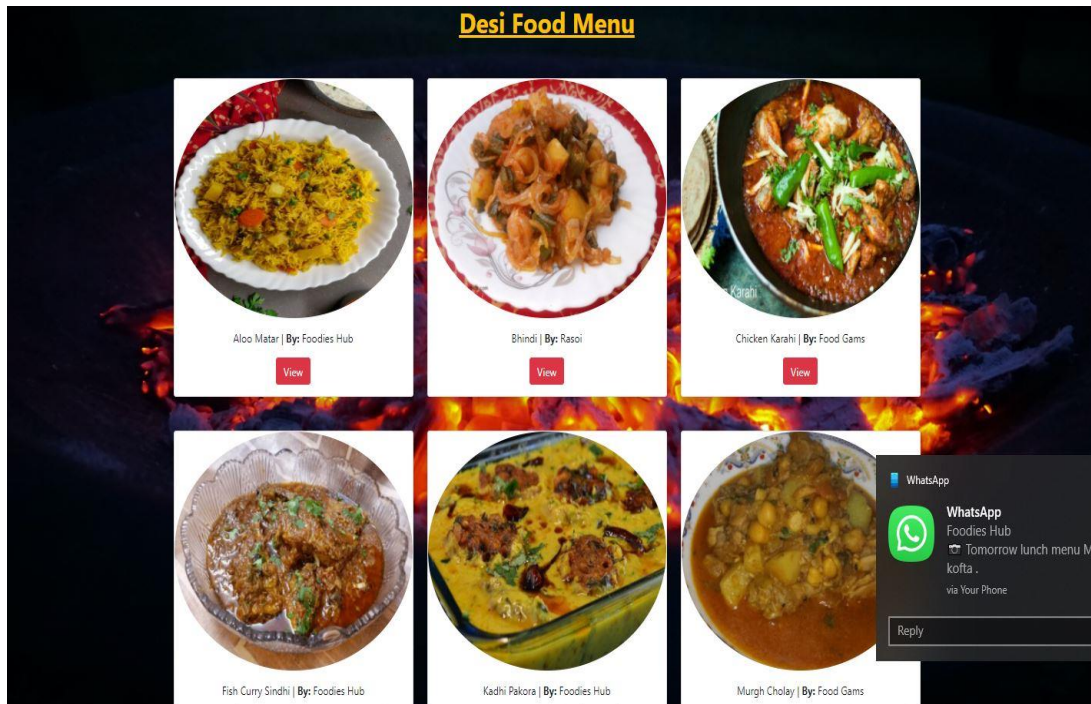 Desi Food Menu
Karahi
Aloo Matar | By: Foodies Hub
Bhindi | By: Rasoi
Chicken Karahi | By: Food Gams
View
View
View
WhatsApp
WhatsApp
Foodies Hub
Tomorrow lunch menu M
kofta .
via Your Phone
Reply
Fish Curry Sindhi | By: Foodies Hub
Kadhi Pakora | By: Foodies Hub
Murgh Cholay | By: Food Gams